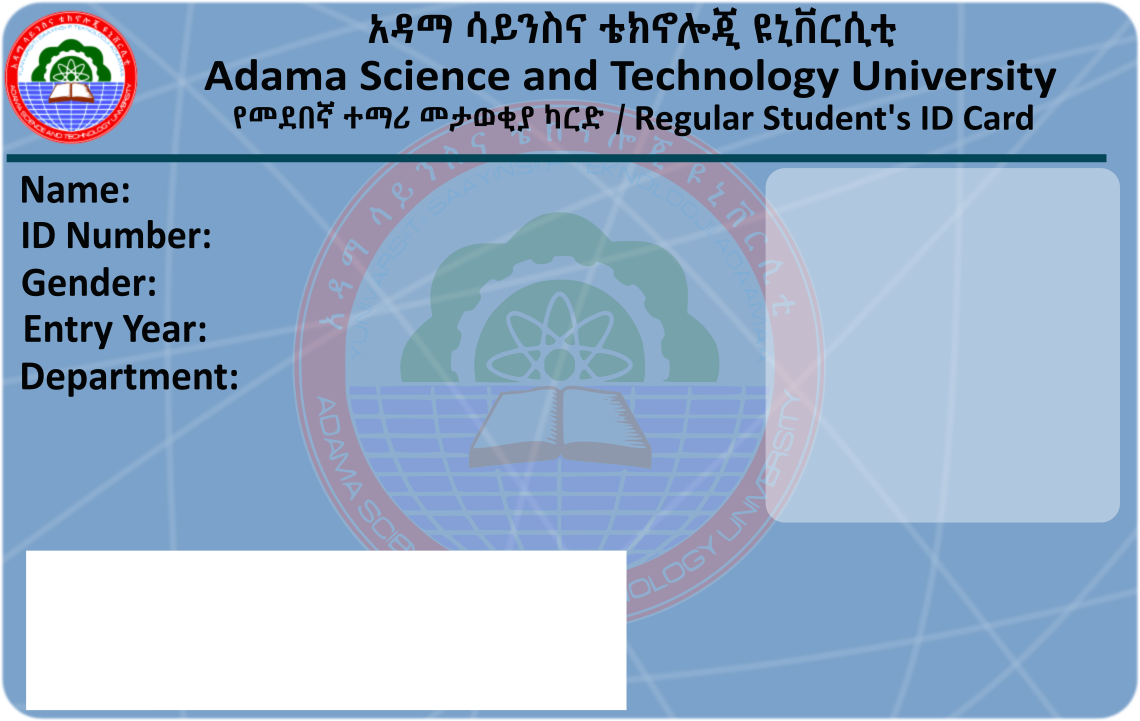 አዳማ ሳይንስና ቴክኖሎጂ ዩኒቨርሲቲ
Adama Science and Technology University
የመደበኛ ተማሪ መታወቂያ ካርድ / Regular Student's ID Card
Name:
ID Number:
Gender:
Entry Year:
Department: